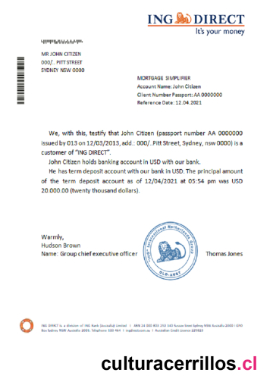 ING DIRECT
It's your money
MR JOHN CITIZEN
000/. PITT STREET
SYDNEY NSW 0000
MORTGAGE SIMPLIFIER
Account Name: John Citizen
Client Number Passport: AA 0000000
Reference Date: 12.04.2021
We, with this, testify that John Citizen (passport number AA 0000000
issued by 013 on 12/03/2013, add.: 000/. Pitt Street, Sydney, nsw 0000) is a
customer of "ING DIRECT".
John Citizen holds banking account in USD with our bank.
He has term deposit account with our bank in USD. The principal amount
of the term deposit account as of 12/04/2021 at 05:54 pm was USD
20,000.00 (twenty thousand dollars).
Warmly,
Hudson Brown
Name: Group chief executive officer
Thomas Jones
culturacerrillos.cl